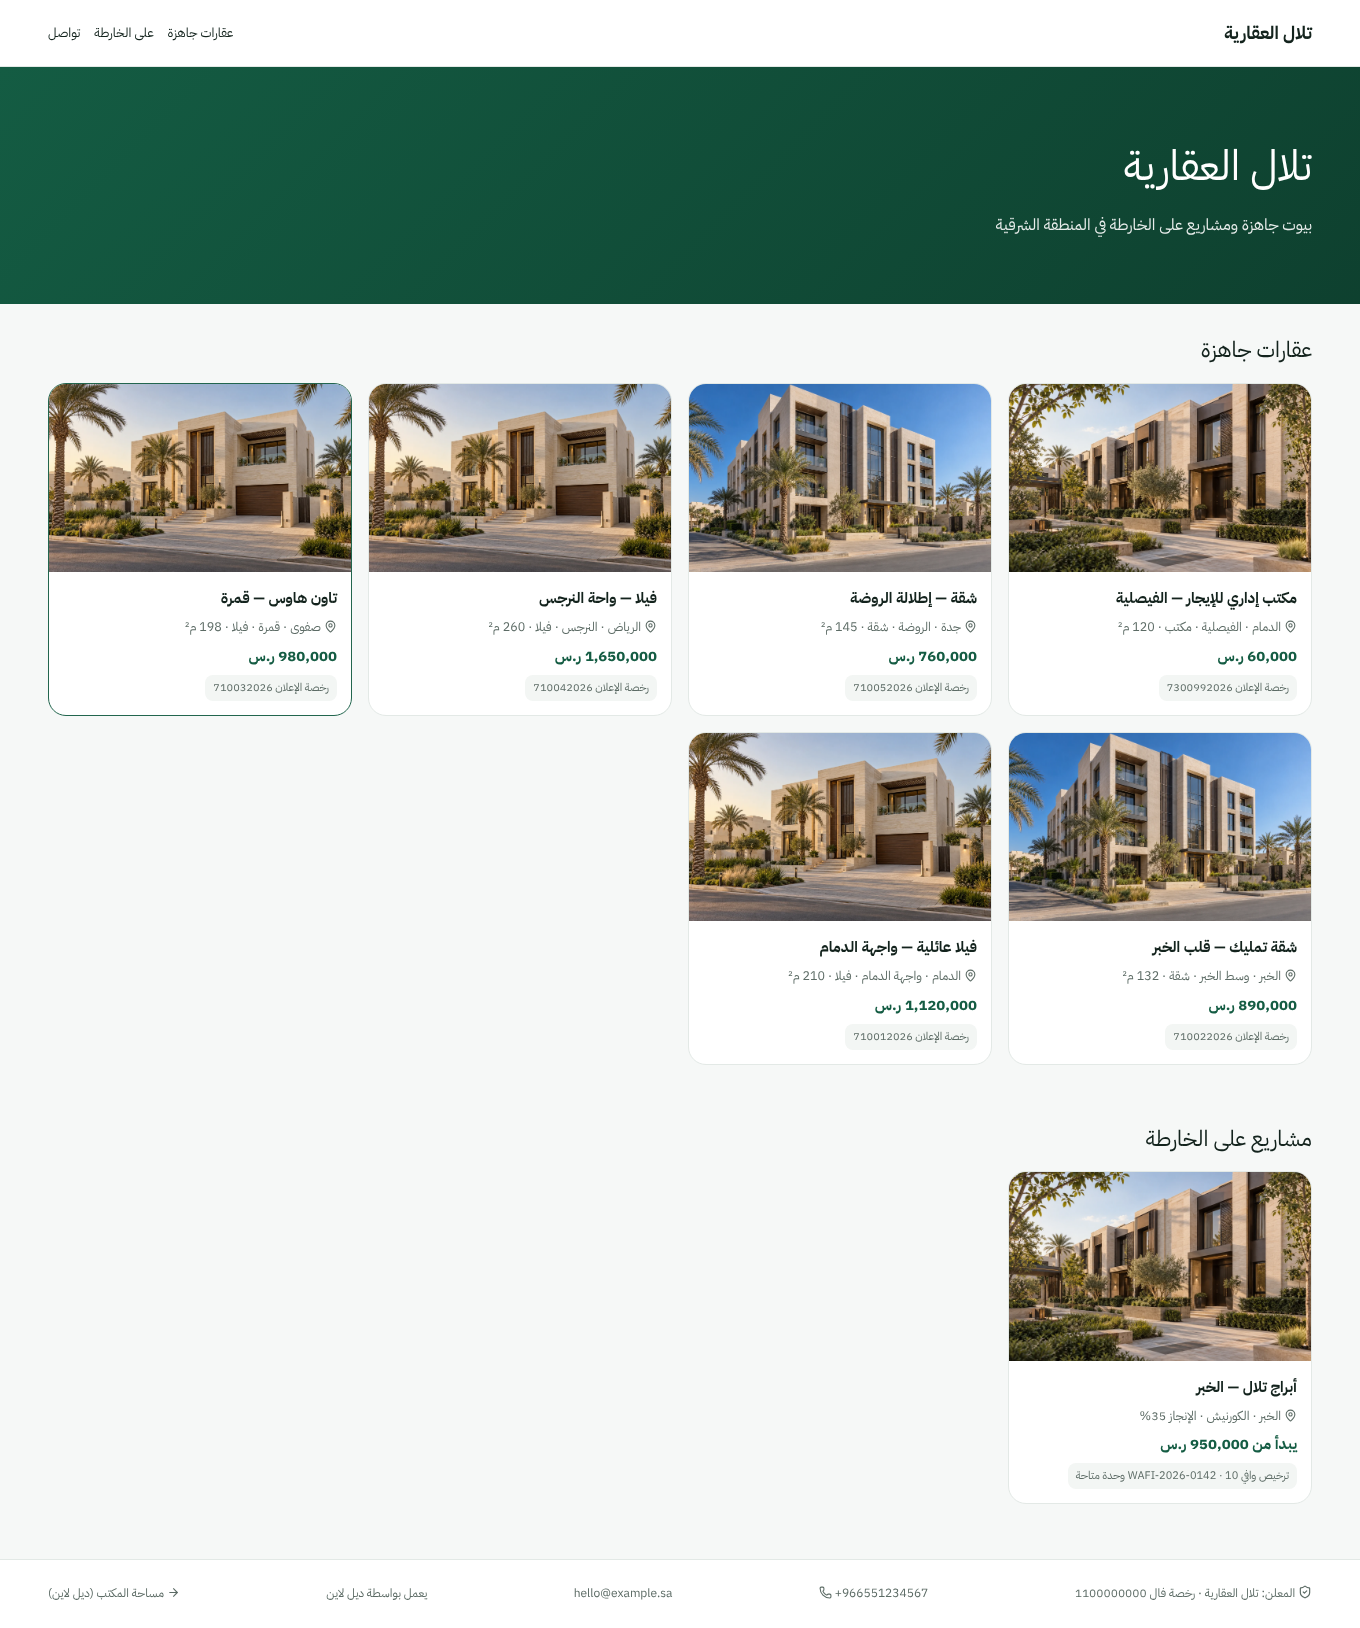 تلال العقارية
عقارات جاهزة
على الخارطة
تواصل
تلال العقارية
بيوت جاهزة ومشاريع على الخارطة في المنطقة الشرقية
عقارات جاهزة
مكتب إداري للإيجار — الفيصلية
الدمام · الفيصلية · مكتب · 120 م²
60,000 ر.س
رخصة الإعلان 7300992026
شقة — إطلالة الروضة
جدة · الروضة · شقة · 145 م²
760,000 ر.س
رخصة الإعلان 710052026
فيلا — واحة النرجس
الرياض · النرجس · فيلا · 260 م²
1,650,000 ر.س
رخصة الإعلان 710042026
تاون هاوس — قمرة
صفوى · قمرة · فيلا · 198 م²
980,000 ر.س
رخصة الإعلان 710032026
شقة تمليك — قلب الخبر
الخبر · وسط الخبر · شقة · 132 م²
890,000 ر.س
رخصة الإعلان 710022026
فيلا عائلية — واجهة الدمام
الدمام · واجهة الدمام · فيلا · 210 م²
1,120,000 ر.س
رخصة الإعلان 710012026
مشاريع على الخارطة
أبراج تلال — الخبر
الخبر · الكورنيش · الإنجاز 35%
يبدأ من 950,000 ر.س
ترخيص وافي WAFI-2026-0142 · 10 وحدة متاحة
المعلن: تلال العقارية · رخصة فال 1100000000
+966551234567
hello@example.sa
يعمل بواسطة ديل لاين
مساحة المكتب (ديل لاين)